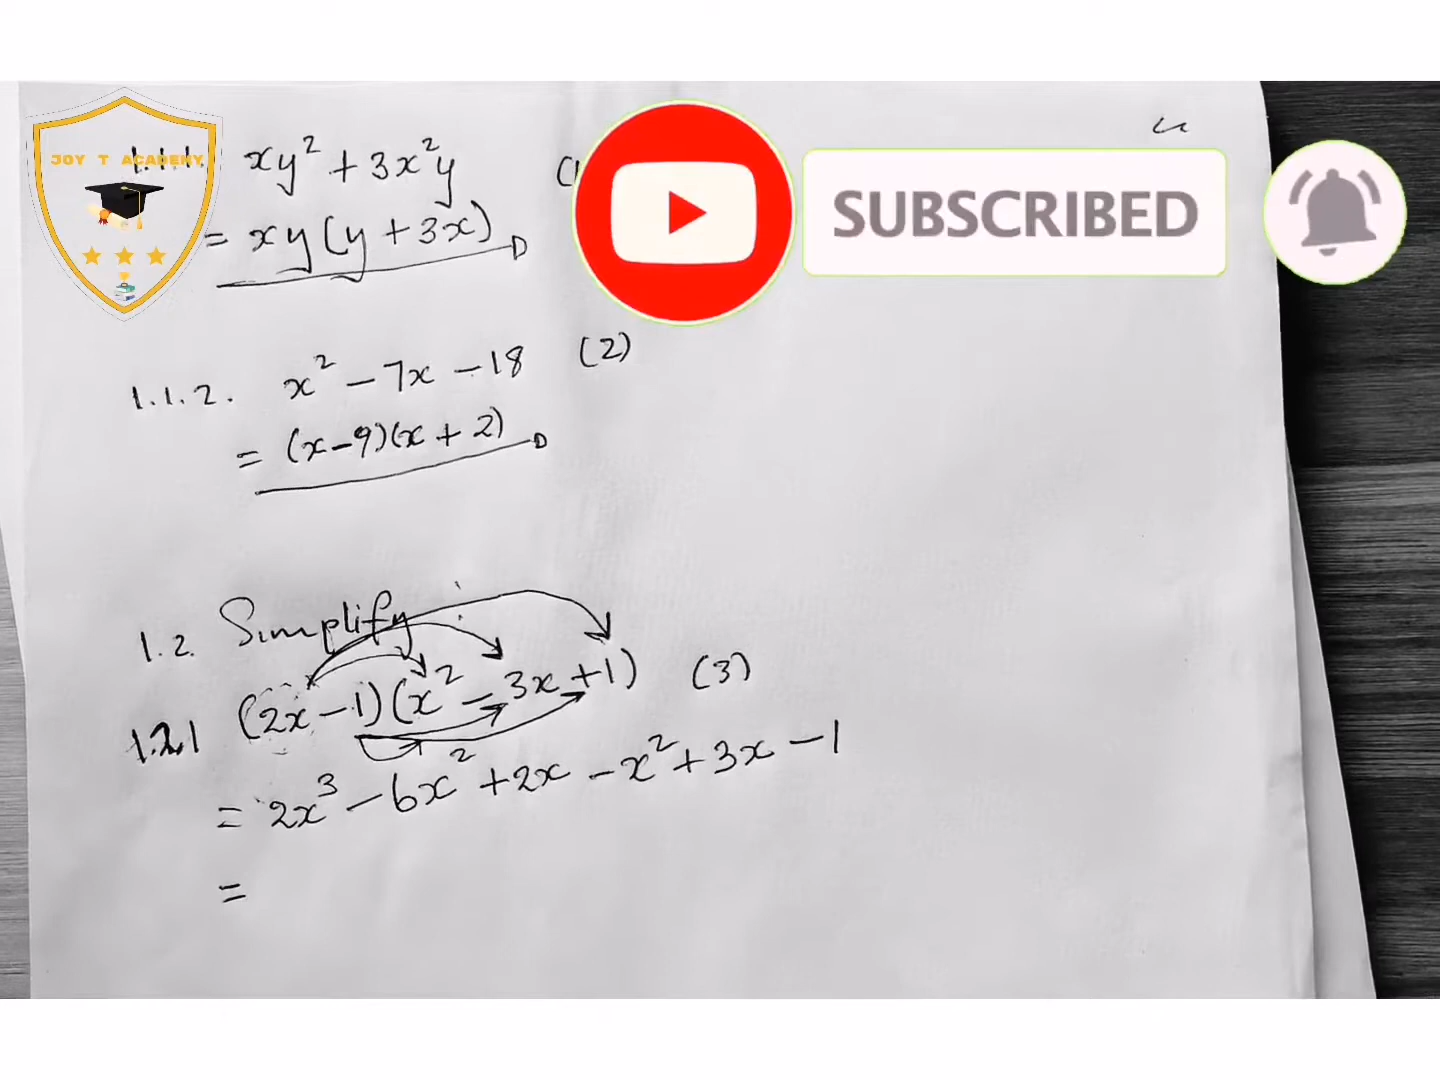 JOY T ACADEMY
1.1.1. xy² + 3x²y
= xy(y + 3x)
SUBSCRIBED
1.1.2. x² - 7x - 18 (2)
= (x-9)(x + 2)
1.2. Simplify
1.2.1 (2x - 1)(x² - 3x + 1) (3)
= 2x³ - 6x² + 2x - x² + 3x - 1
=